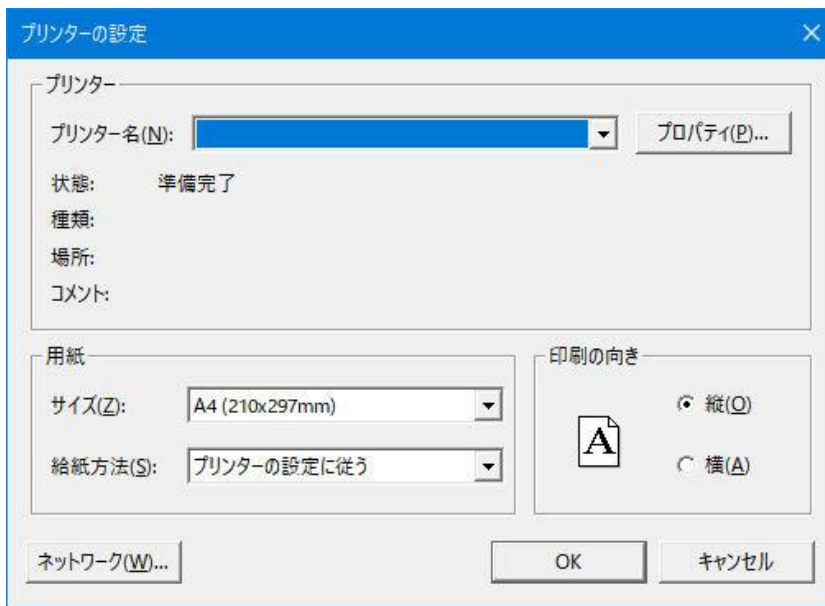 プリンターの設定
プリンター
プリンター名(N):
プロパティ(P)...
状態: 準備完了
種類:
場所:
コメント:
用紙
サイズ(Z): A4 (210x297mm)
給紙方法(S): プリンターの設定に従う
印刷の向き
A
縦(O)
横(A)
ネットワーク(W)...
OK
キャンセル